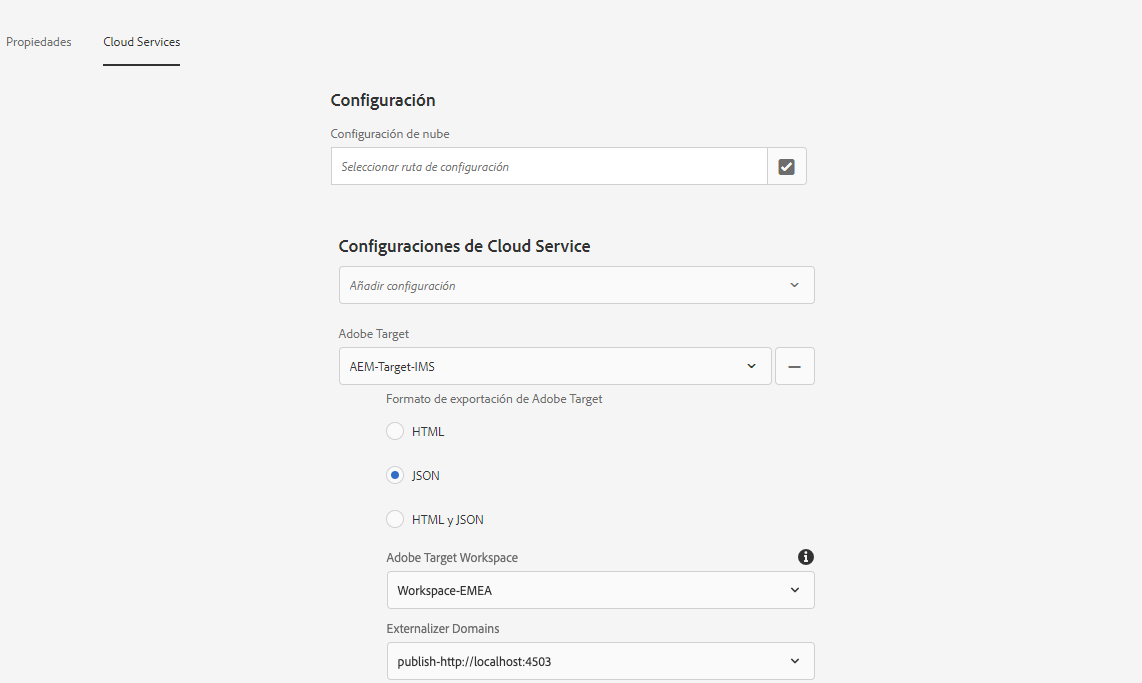 Propiedades
Cloud Services
Configuración
Configuración de nube
Seleccionar ruta de configuración
Configuraciones de Cloud Service
Añadir configuración
Adobe Target
AEM-Target-IMS
Formato de exportación de Adobe Target
HTML
JSON
HTML y JSON
Adobe Target Workspace
Workspace-EMEA
Externalizer Domains
publish-http://localhost:4503